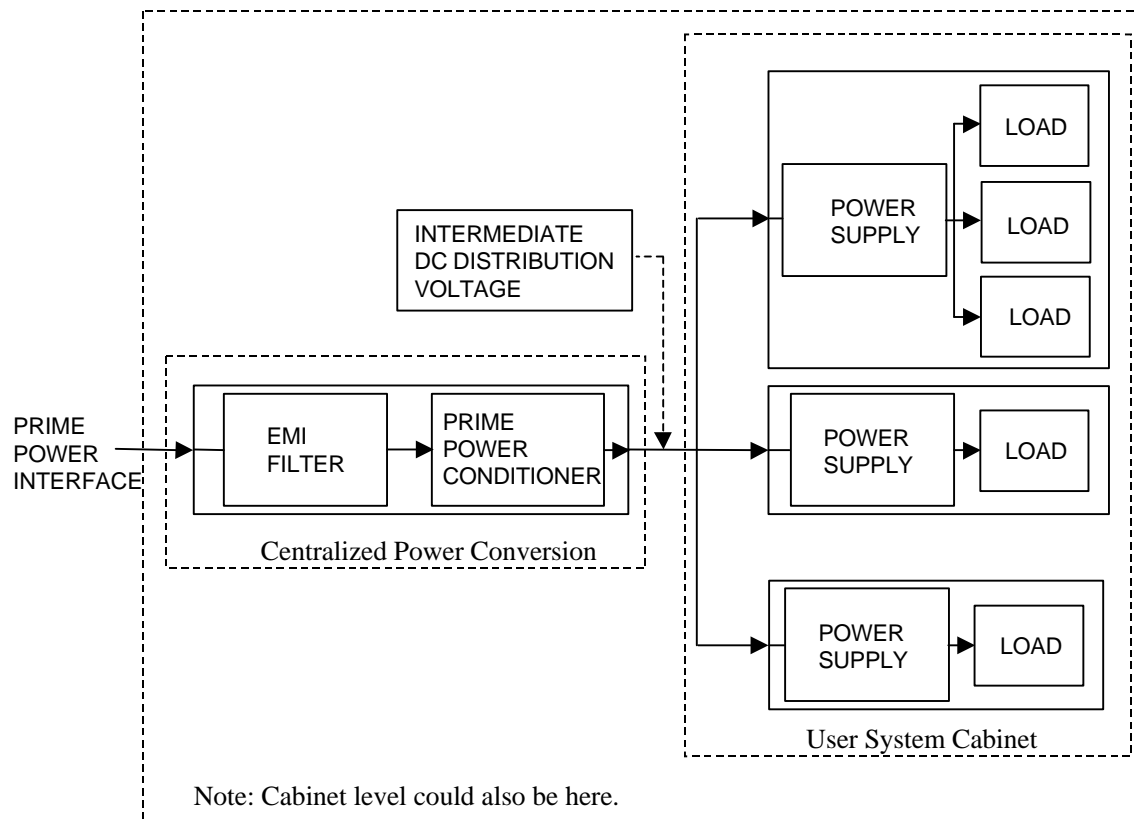 LOAD
POWER
SUPPLY
LOAD
LOAD
INTERMEDIATE
DC DISTRIBUTION
VOLTAGE
PRIME
POWER
INTERFACE
EMI
FILTER
PRIME
POWER
CONDITIONER
Centralized Power Conversion
POWER
SUPPLY
LOAD
POWER
SUPPLY
LOAD
User System Cabinet
Note: Cabinet level could also be here.